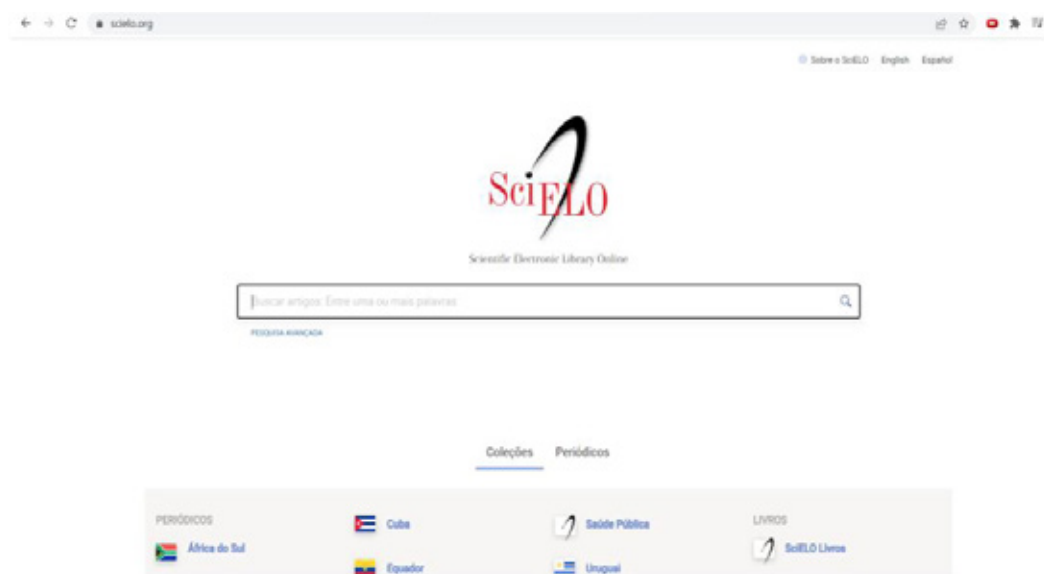 scielo.org
Sobre o SciELO English Español
SciELO
Scientific Electronic Library Online
Buscar artigos: Entre uma ou mais palavras
PESQUISA AVANÇADA
Coleções Periódicos
PERIÓDICOS
África do Sul
Cuba
Equador
Saúde Pública
Uruguai
LIVROS
SciELO Livros